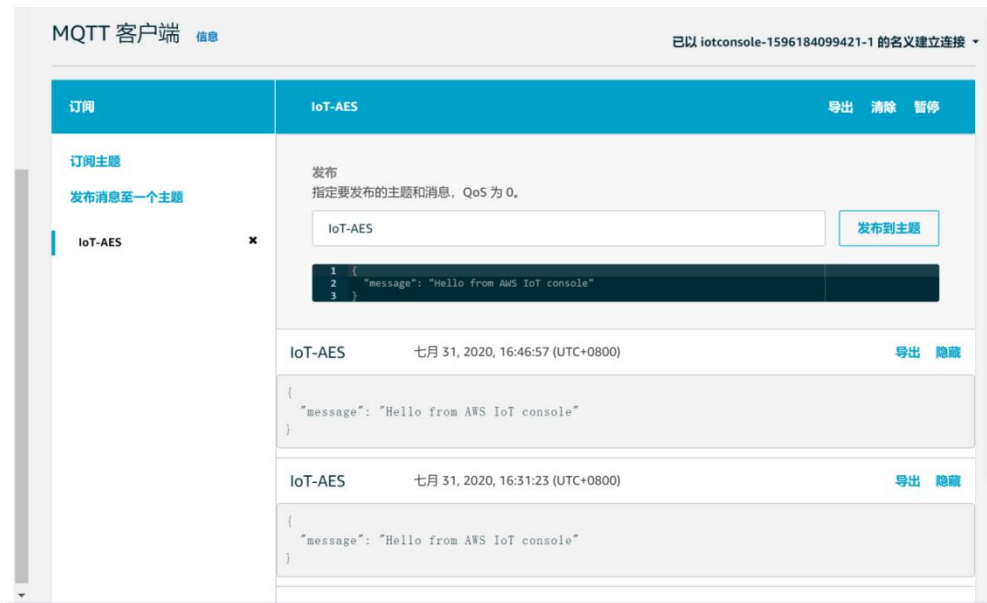 MQTT 客户端 信息
已以 iotconsole-1596184099421-1 的名义建立连接
订阅
IoT-AES
导出 清除 暂停
订阅主题
发布消息至一个主题
IoT-AES
发布
指定要发布的主题和消息，QoS 为 0。
IoT-AES
发布到主题
1 {
2 "message": "Hello from AWS IoT console"
3 }
IoT-AES 七月 31, 2020, 16:46:57 (UTC+0800) 导出 隐藏
{
"message": "Hello from AWS IoT console"
}
IoT-AES 七月 31, 2020, 16:31:23 (UTC+0800) 导出 隐藏
{
"message": "Hello from AWS IoT console"
}